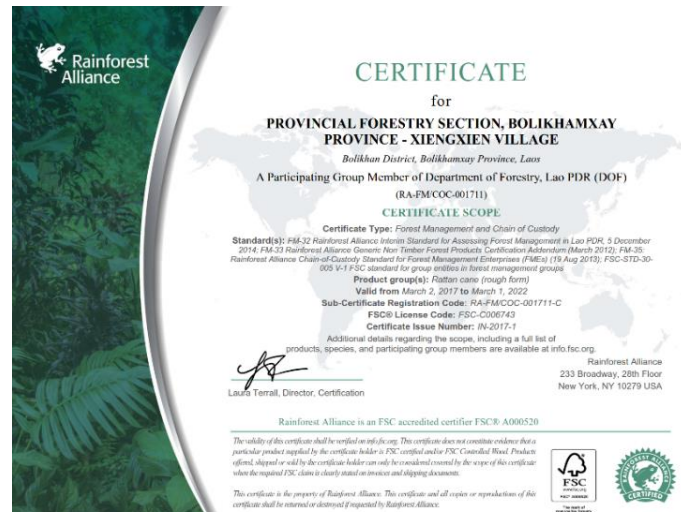 Rainforest
Alliance
CERTIFICATE
for
PROVINCIAL FORESTRY SECTION, BOLIKHAMXAY
PROVINCE - XIENGXIEN VILLAGE
Bolikhan District, Bolikhamxay Province, Laos
A Participating Group Member of Department of Forestry, Lao PDR (DOF)
(RA-FM/COC-001711)
CERTIFICATE SCOPE
Certificate Type: Forest Management and Chain of Custody
Standard(s): FM-32 Rainforest Alliance Interim Standard for Assessing Forest Management in Lao PDR, 5 December
2014; FM-33 Rainforest Alliance Generic Non Timber Forest Products Certification Addendum (March 2012); FM-35:
Rainforest Alliance Chain-of-Custody Standard for Forest Management Enterprises (FMEs) (19 Aug 2013); FSC-STD-30-
005 V-1 FSC standard for group entities in forest management groups
Product group(s): Rattan cane (rough form)
Valid from March 2, 2017 to March 1, 2022
Sub-Certificate Registration Code: RA-FM/COC-001711-C
FSC® License Code: FSC-C006743
Certificate Issue Number: IN-2017-1
Additional details regarding the scope, including a full list of
products, species, and participating group members are available at info.fsc.org.
Rainforest Alliance
233 Broadway, 28th Floor
New York, NY 10279 USA
Laura Terrall, Director, Certification
Rainforest Alliance is an FSC accredited certifier FSC® A000520
The validity of this certificate shall be verified on info.fsc.org. This certificate does not constitute evidence that a
particular product supplied by the certificate holder is FSC certified and/or FSC Controlled Wood. Products
offered, shipped or sold by the certificate holder can only be considered covered by the scope of this certificate
when the required FSC claim is clearly stated on invoices and shipping documents.
This certificate is the property of Rainforest Alliance. This certificate and all copies or reproductions of this
certificate shall be returned or destroyed if requested by Rainforest Alliance.
FSC
RAINFOREST ALLIANCE
CERTIFIED